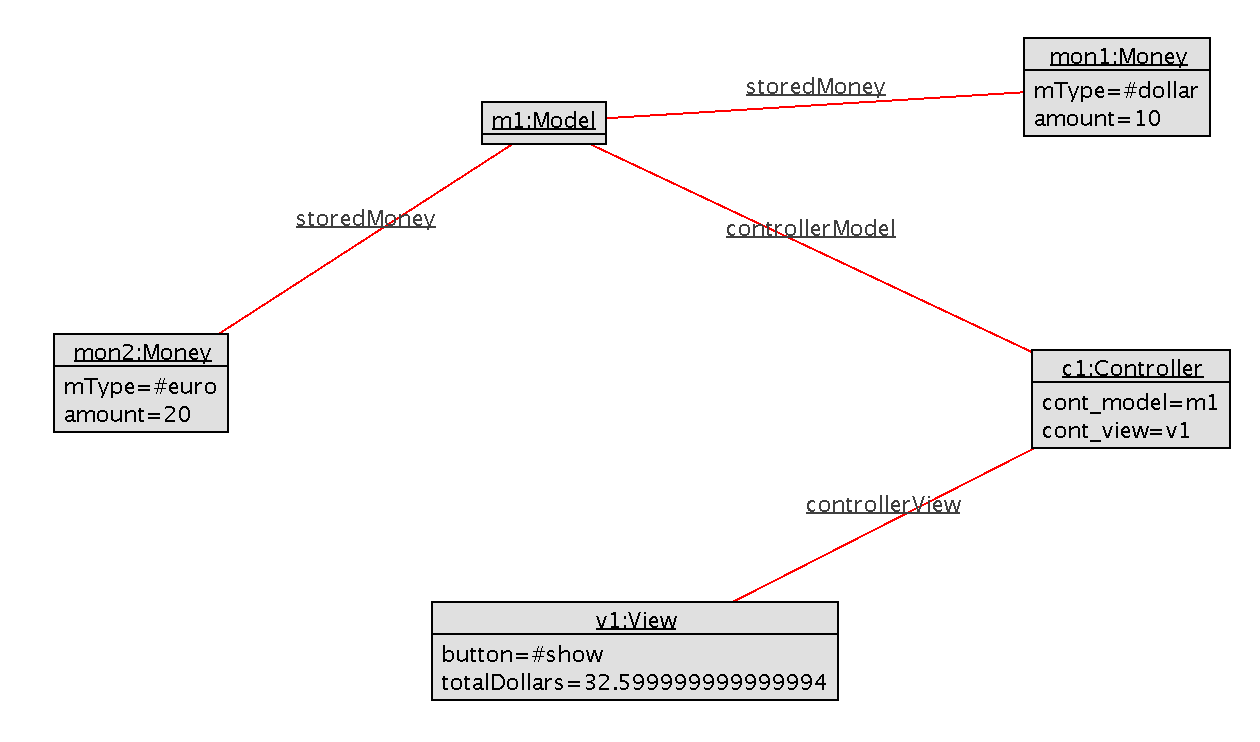 mon1:Money
mType=#dollar
amount=10
storedMoney
m1:Model
storedMoney
controllerModel
mon2:Money
mType=#euro
amount=20
c1:Controller
cont_model=m1
cont_view=v1
controllerView
v1:View
button=#show
totalDollars=32.599999999999994